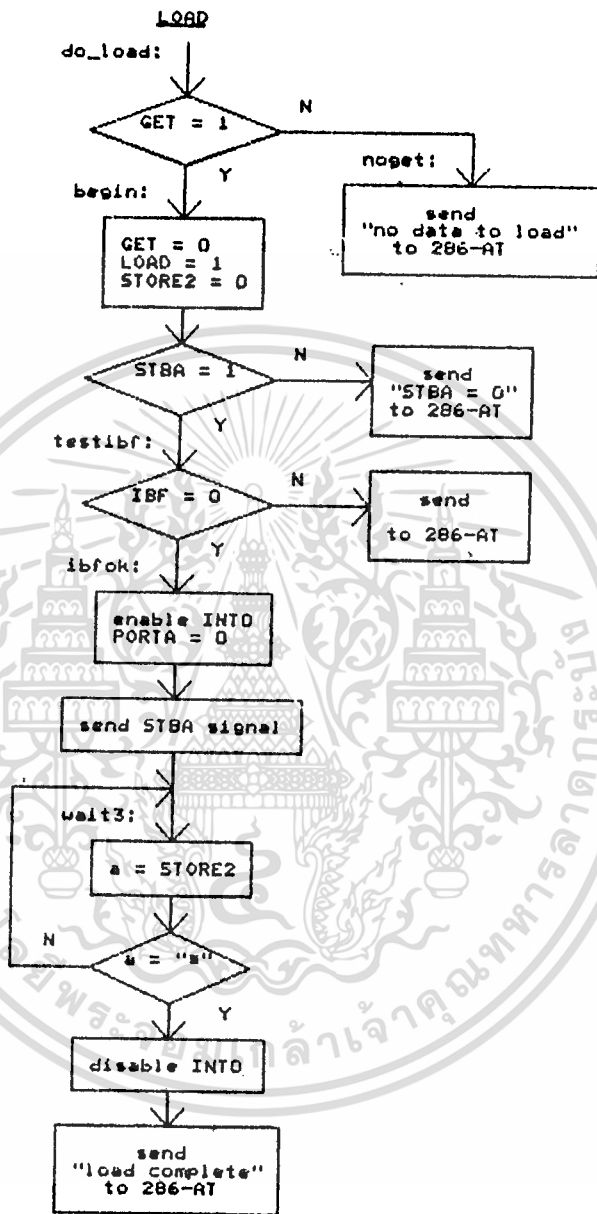 LOAD
do_load:
GET = 1
N
Y
noget:
send
"no data to load"
to 286-AT
begin:
GET = 0
LOAD = 1
STORE2 = 0
STBA = 1
N
Y
send
"STBA = 0"
to 286-AT
testibf:
IBF = 0
N
Y
send
to 286-AT
ibfok:
enable INTO
PORTA = 0
send STBA signal
wait3:
a = STORE2
N
Y
disable INTO
send
"load complete"
to 286-AT